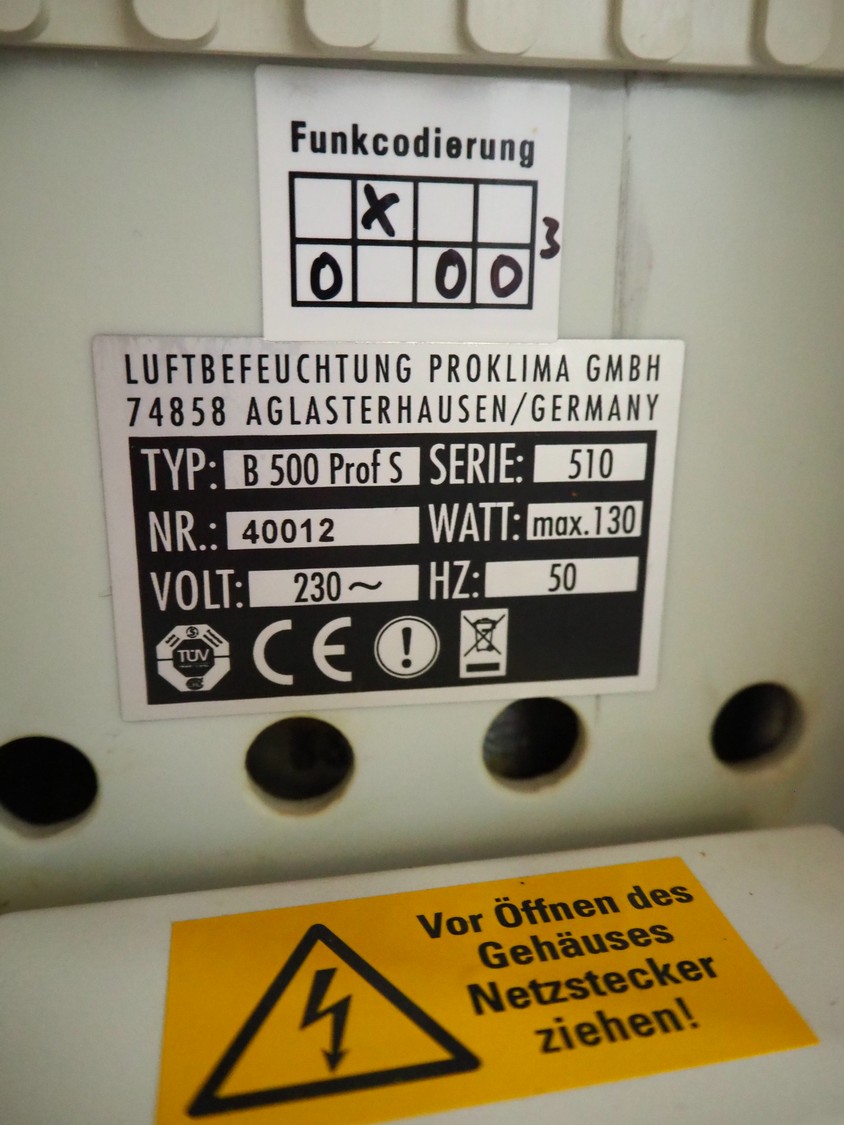 Funkcodierung
X
3
0 0 0
LUFTBEFEUCHTUNG PROKLIMA GMBH
74858 AGLASTERHAUSEN/GERMANY
TYP: B 500 Prof S SERIE: 510
NR.: 40012 WATT: max.130
VOLT: 230~ HZ: 50
TÜV CE !
Vor Öffnen des
Gehäuses
Netzstecker
ziehen!